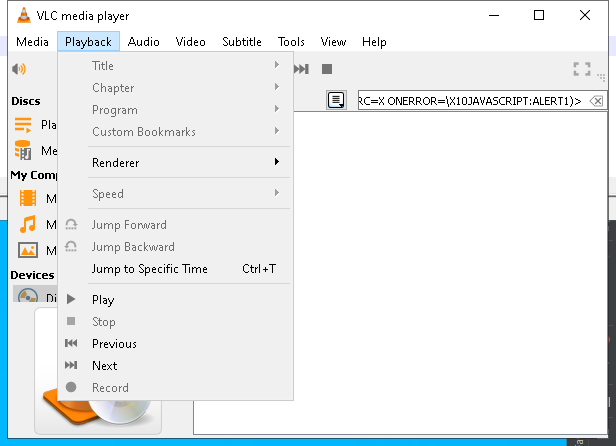 VLC media player
Media Playback Audio Video Subtitle Tools View Help
Title
Chapter
Program
Custom Bookmarks
Renderer
Speed
Jump Forward
Jump Backward
Jump to Specific Time Ctrl+T
Play
Stop
Previous
Next
Record
RC=X ONERROR=\X10JAVASCRIPT:ALERT1)>
Discs
Pla
Me
My Comp
M
M
M
Devices
Di